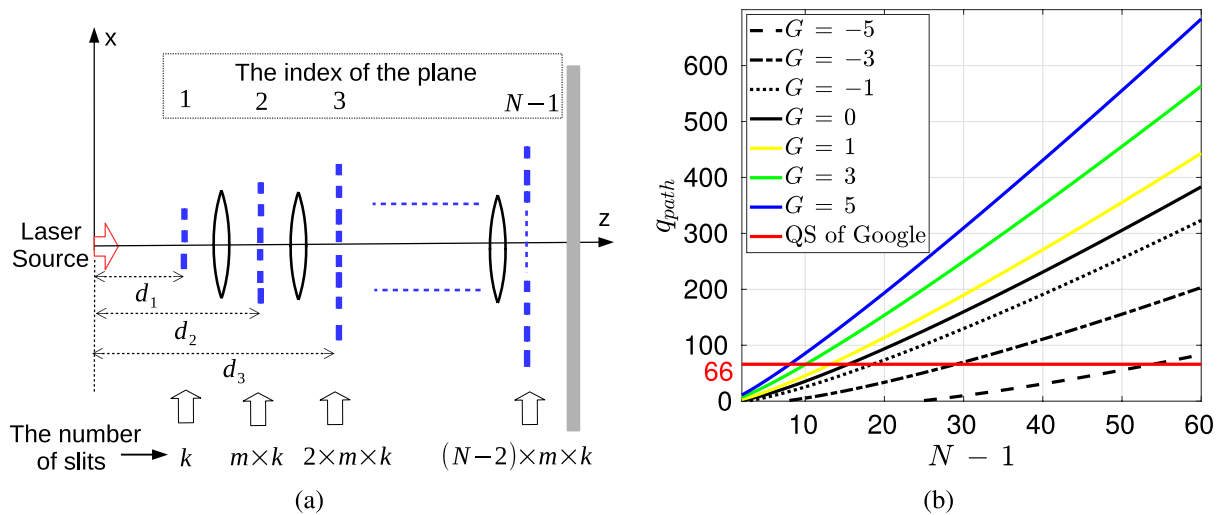 x
The index of the plane
1 2 3 N−1
Laser
Source
z
d₁
d₂
d₃
The number
of slits
k m×k 2×m×k (N−2)×m×k
(a)
q_path
600
500
400
300
200
100
66
0
10 20 30 40 50 60
N − 1
G = −5
G = −3
G = −1
G = 0
G = 1
G = 3
G = 5
QS of Google
(b)